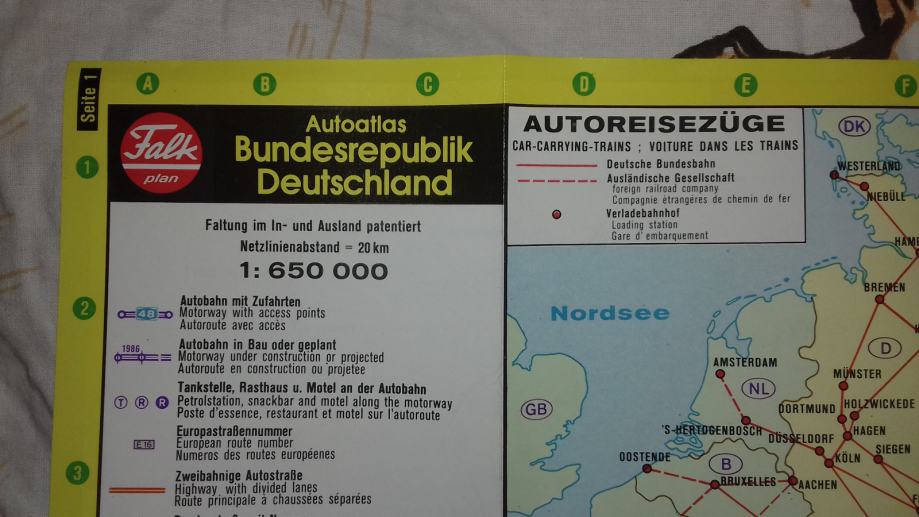 Seite 1
A
B
C
D
E
F
1
2
3
Falk
plan
Autoatlas
Bundesrepublik
Deutschland
Faltung im In- und Ausland patentiert
Netzlinienabstand = 20 km
1: 650 000
48
Autobahn mit Zufahrten
Motorway with access points
Autoroute avec accès
1986
Autobahn in Bau oder geplant
Motorway under construction or projected
Autoroute en construction ou projetée
T R R
Tankstelle, Rasthaus u. Motel an der Autobahn
Petrolstation, snackbar and motel along the motorway
Poste d'essence, restaurant et motel sur l'autoroute
E 16
Europastraßennummer
European route number
Numeros des routes européenes
Zweibahnige Autostraße
Highway with divided lanes
Route principale à chaussées séparées
AUTOREISEZÜGE
CAR-CARRYING-TRAINS ; VOITURE DANS LES TRAINS
Deutsche Bundesbahn
Ausländische Gesellschaft
foreign railroad company
Compagnie étrangéres de chemin de fer
Verladebahnhof
Loading station
Gare d'embarquement
DK
WESTERLAND
NIEBÜLL
HAM
BREMEN
Nordsee
D
AMSTERDAM
NL
MÜNSTER
GB
DORTMUND
HOLZWICKEDE
'S-HERTOGENBOSCH
HAGEN
DÜSSELDORF
SIEGEN
OOSTENDE
B
KÖLN
BRUXELLES
AACHEN